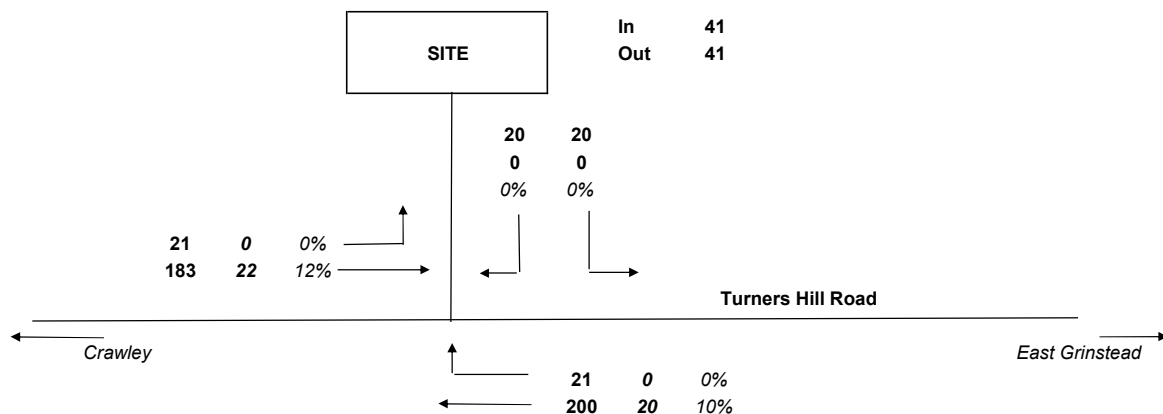 In 41
SITE
Out 41
20 20
0 0
0% 0%
21 0 0%
183 22 12%
Turners Hill Road
Crawley
East Grinstead
21 0 0%
200 20 10%